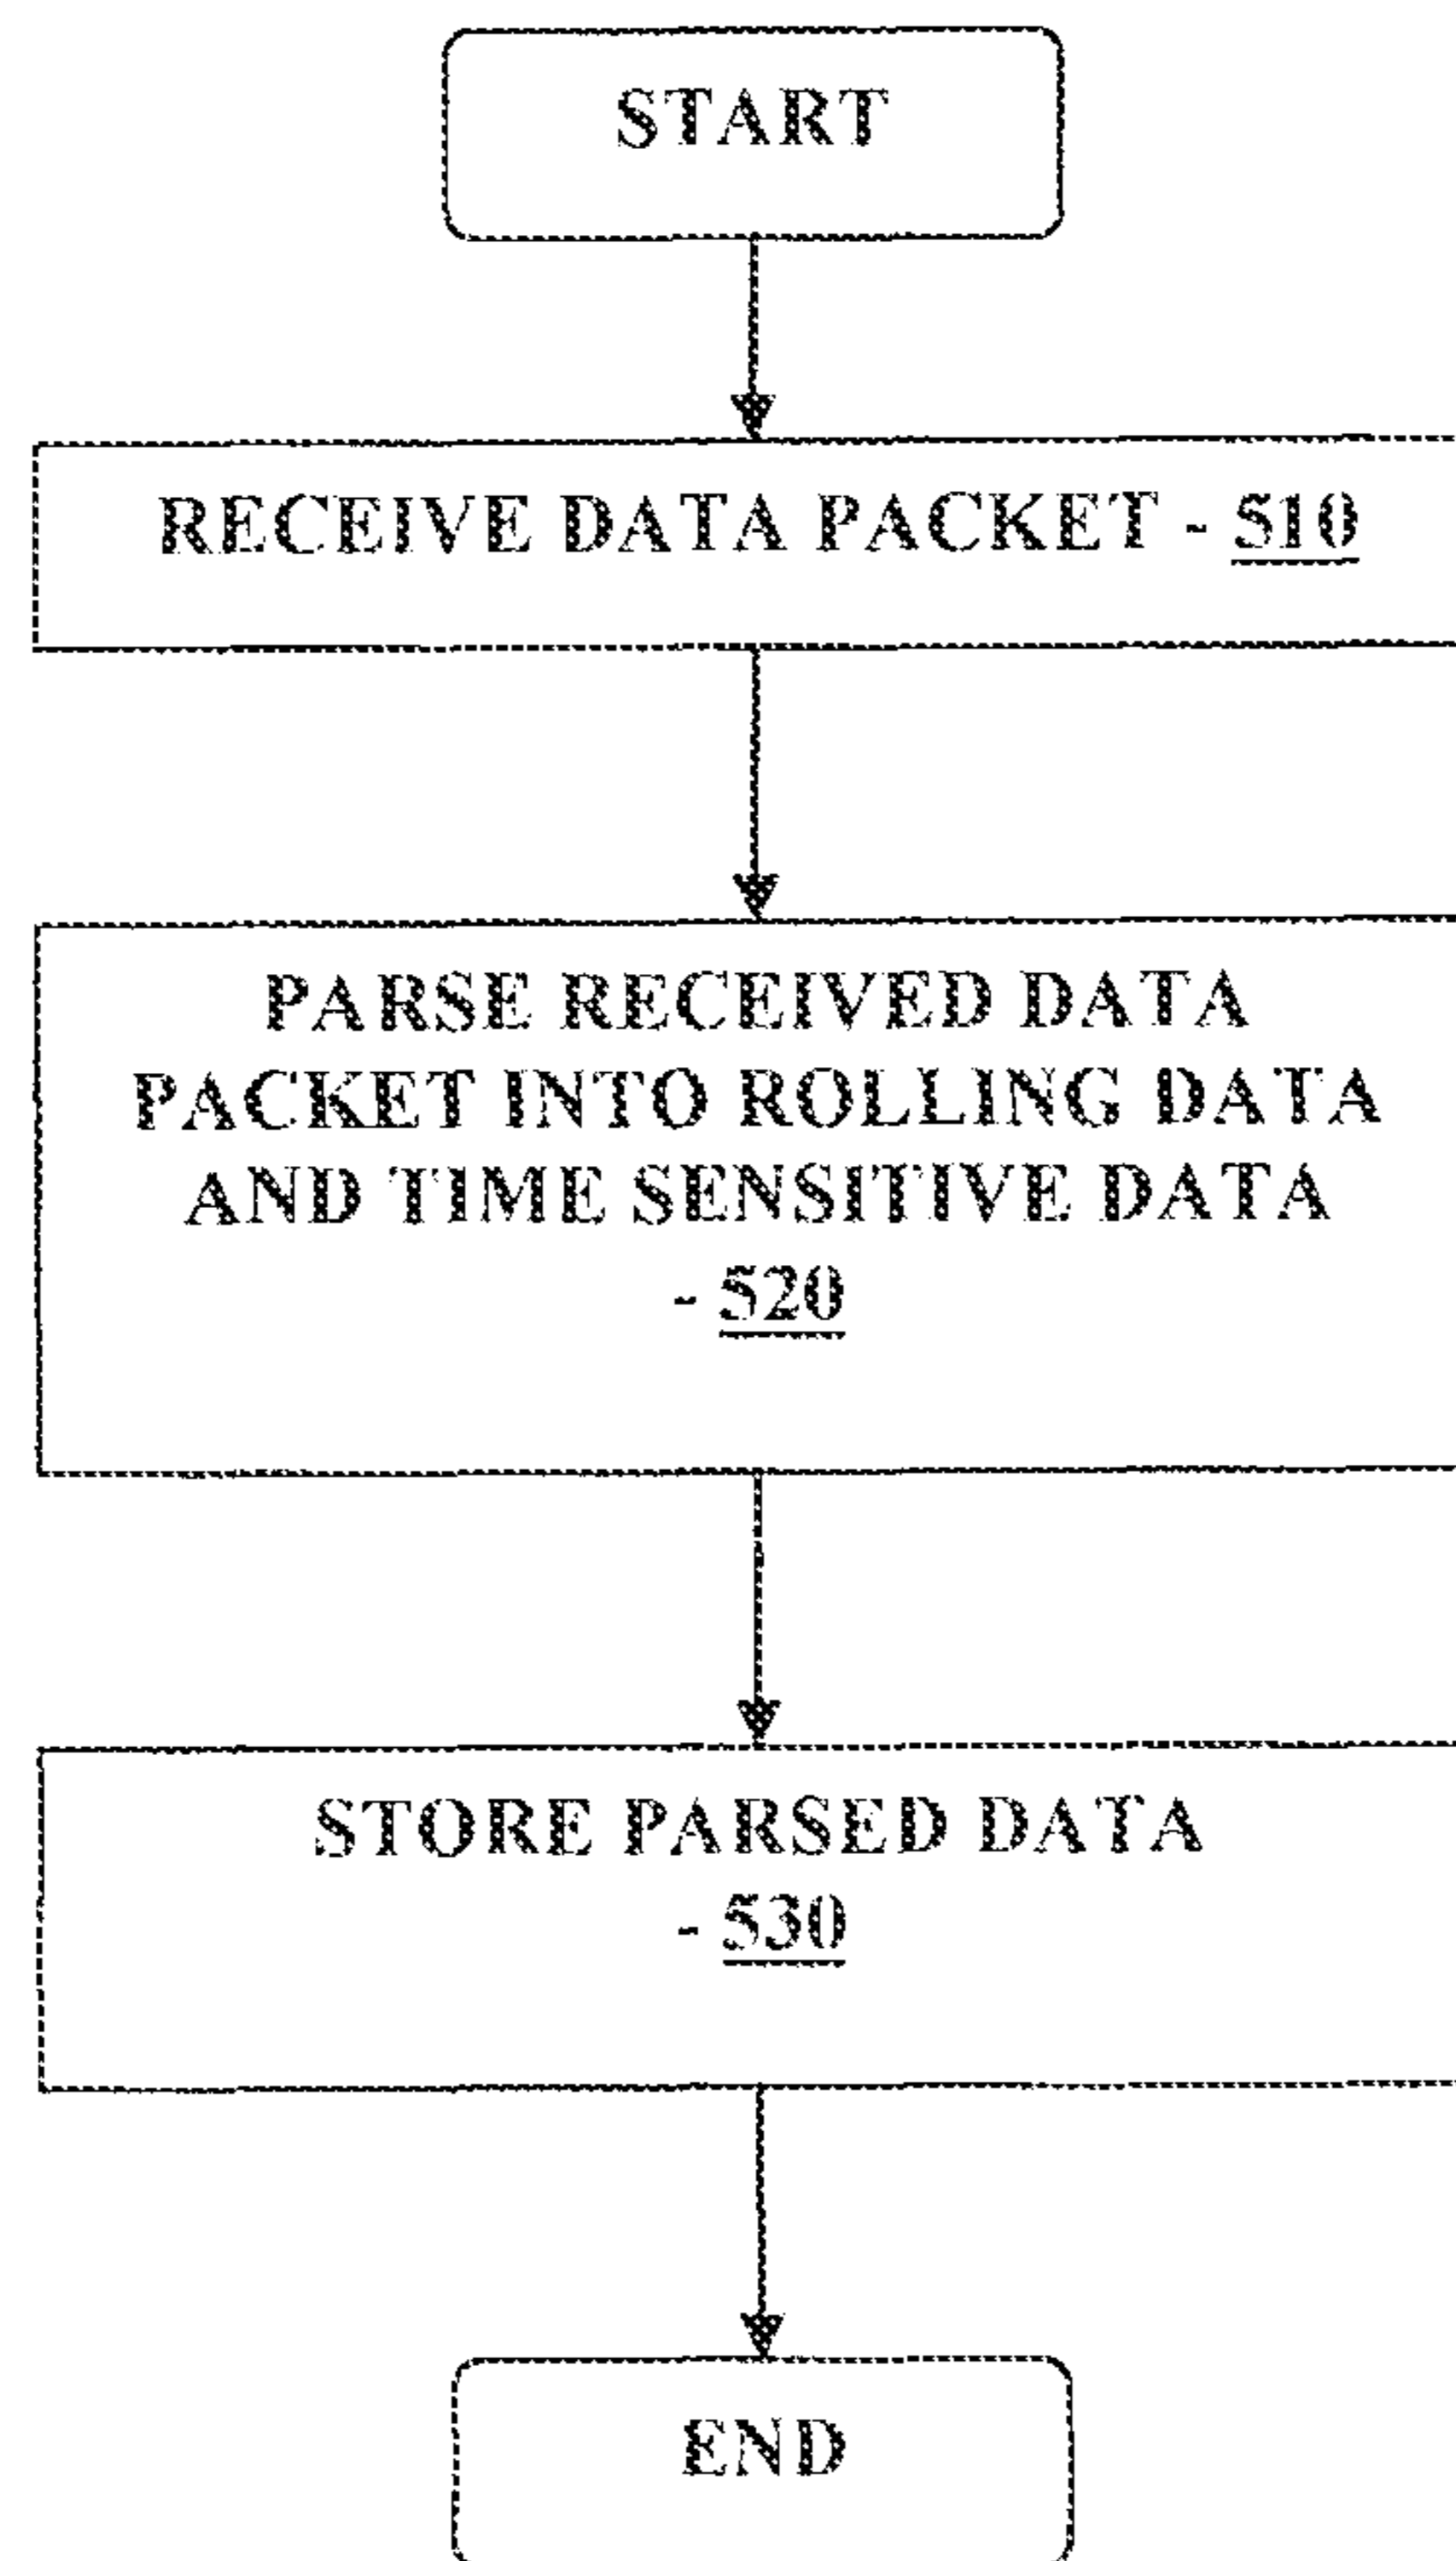 START
RECEIVE DATA PACKET - 510
PARSE RECEIVED DATA
PACKET INTO ROLLING DATA
AND TIME SENSITIVE DATA
- 520
STORE PARSED DATA
- 530
END